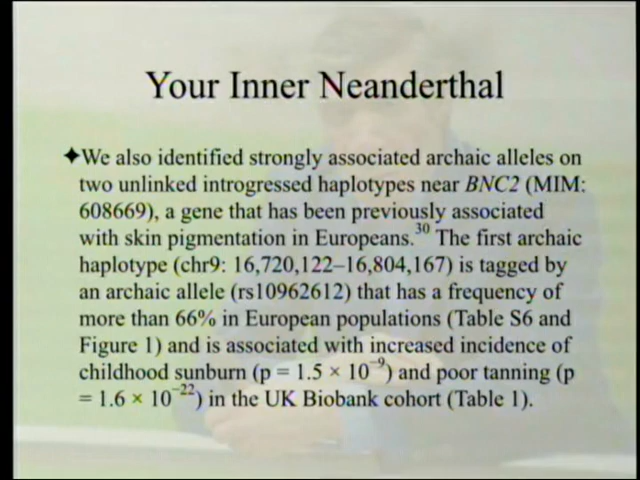 Your Inner Neanderthal
✦We also identified strongly associated archaic alleles on
two unlinked introgressed haplotypes near BNC2 (MIM:
608669), a gene that has been previously associated
with skin pigmentation in Europeans.30 The first archaic
haplotype (chr9: 16,720,122–16,804,167) is tagged by
an archaic allele (rs10962612) that has a frequency of
more than 66% in European populations (Table S6 and
Figure 1) and is associated with increased incidence of
childhood sunburn (p = 1.5 × 10−9) and poor tanning (p
= 1.6 × 10−22) in the UK Biobank cohort (Table 1).